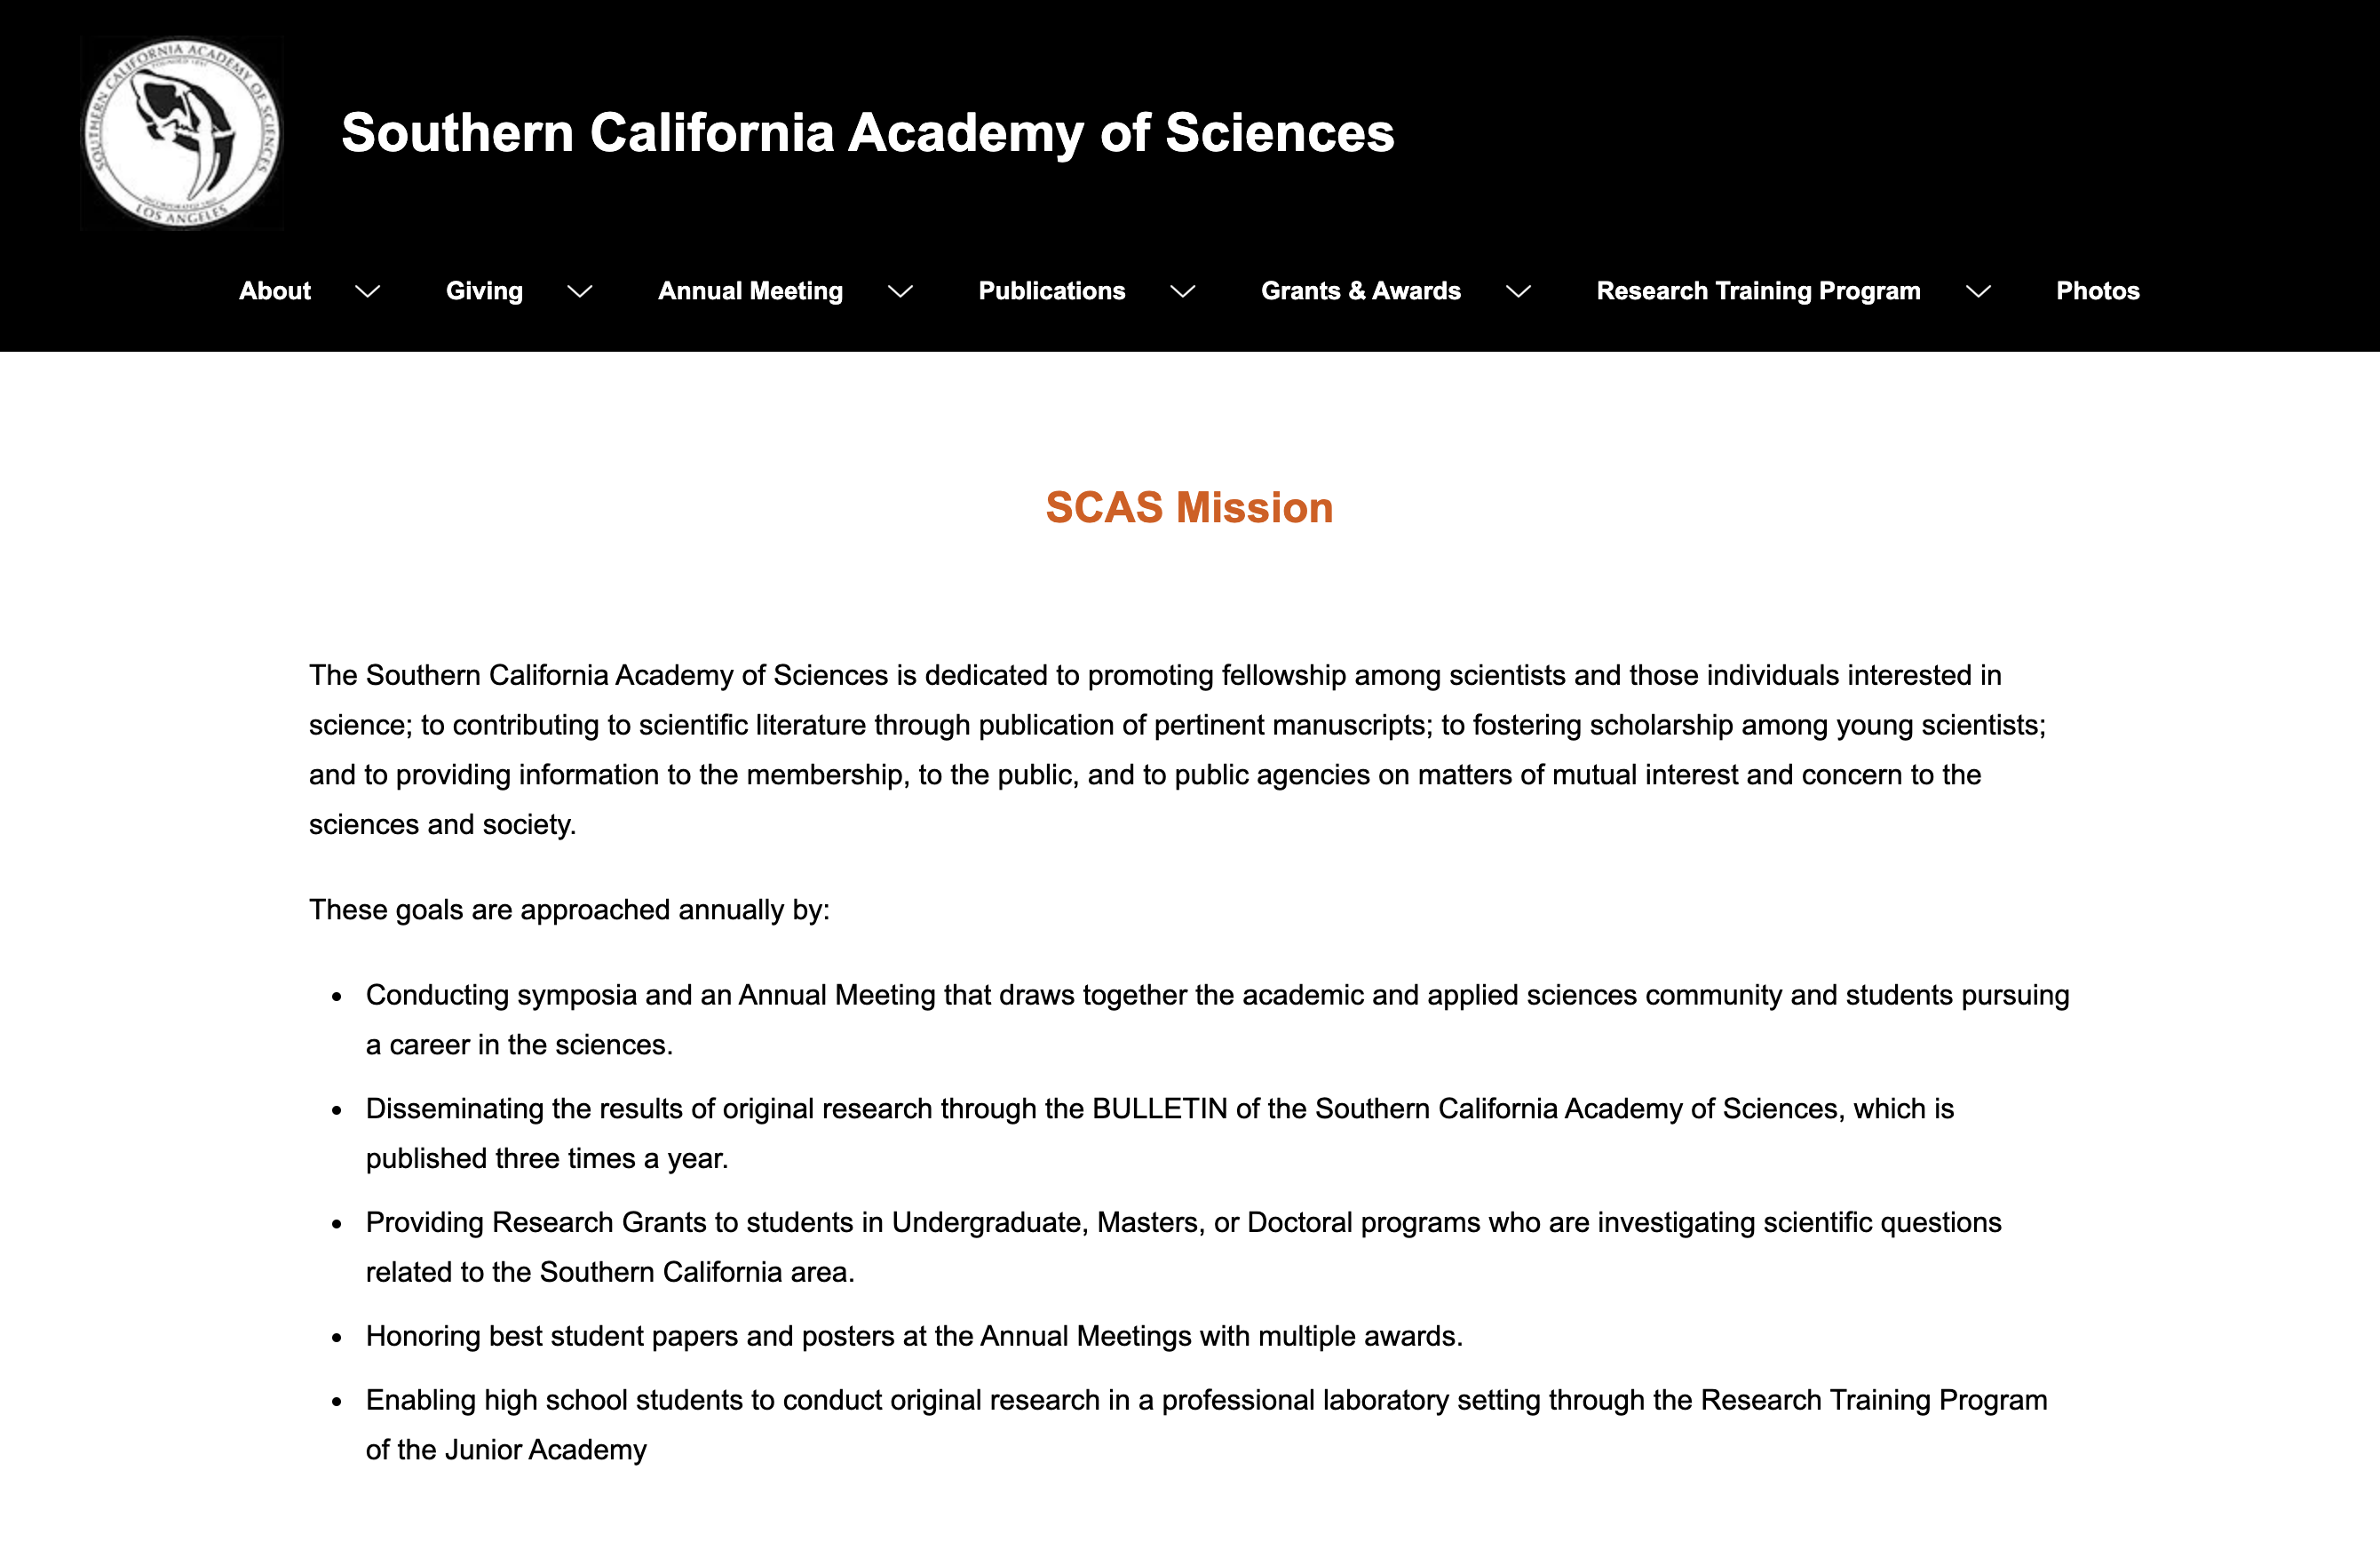 SOUTHERN CALIFORNIA ACADEMY OF SCIENCES
FOUNDED 1891
INCORPORATED 1907
LOS ANGELES
Southern California Academy of Sciences
About
Giving
Annual Meeting
Publications
Grants & Awards
Research Training Program
Photos
SCAS Mission
The Southern California Academy of Sciences is dedicated to promoting fellowship among scientists and those individuals interested in
science; to contributing to scientific literature through publication of pertinent manuscripts; to fostering scholarship among young scientists;
and to providing information to the membership, to the public, and to public agencies on matters of mutual interest and concern to the
sciences and society.
These goals are approached annually by:
• Conducting symposia and an Annual Meeting that draws together the academic and applied sciences community and students pursuing
a career in the sciences.
• Disseminating the results of original research through the BULLETIN of the Southern California Academy of Sciences, which is
published three times a year.
• Providing Research Grants to students in Undergraduate, Masters, or Doctoral programs who are investigating scientific questions
related to the Southern California area.
• Honoring best student papers and posters at the Annual Meetings with multiple awards.
• Enabling high school students to conduct original research in a professional laboratory setting through the Research Training Program
of the Junior Academy